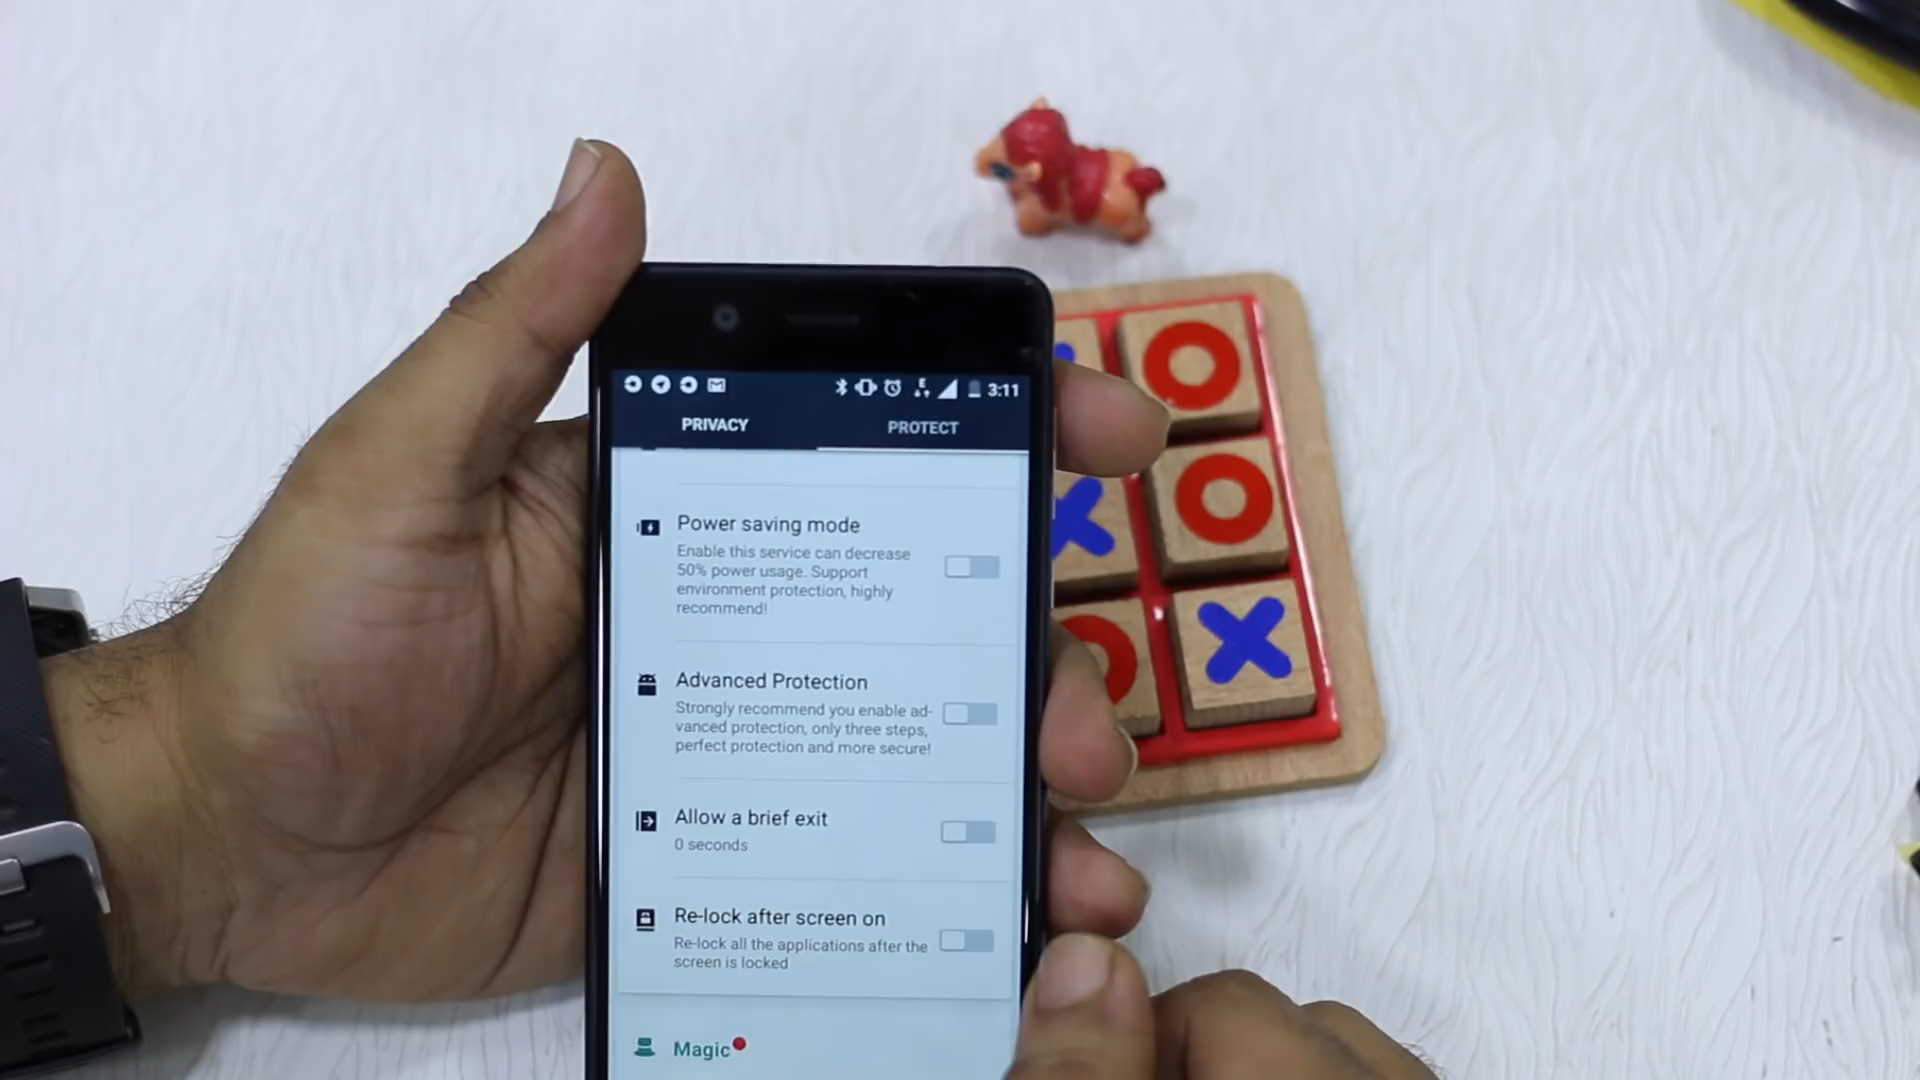 3:11
PRIVACY PROTECT
Power saving mode
Enable this service can decrease
50% power usage. Support
environment protection, highly
recommend!
Advanced Protection
Strongly recommend you enable ad-
vanced protection, only three steps,
perfect protection and more secure!
Allow a brief exit
0 seconds
Re-lock after screen on
Re-lock all the applications after the
screen is locked
Magic